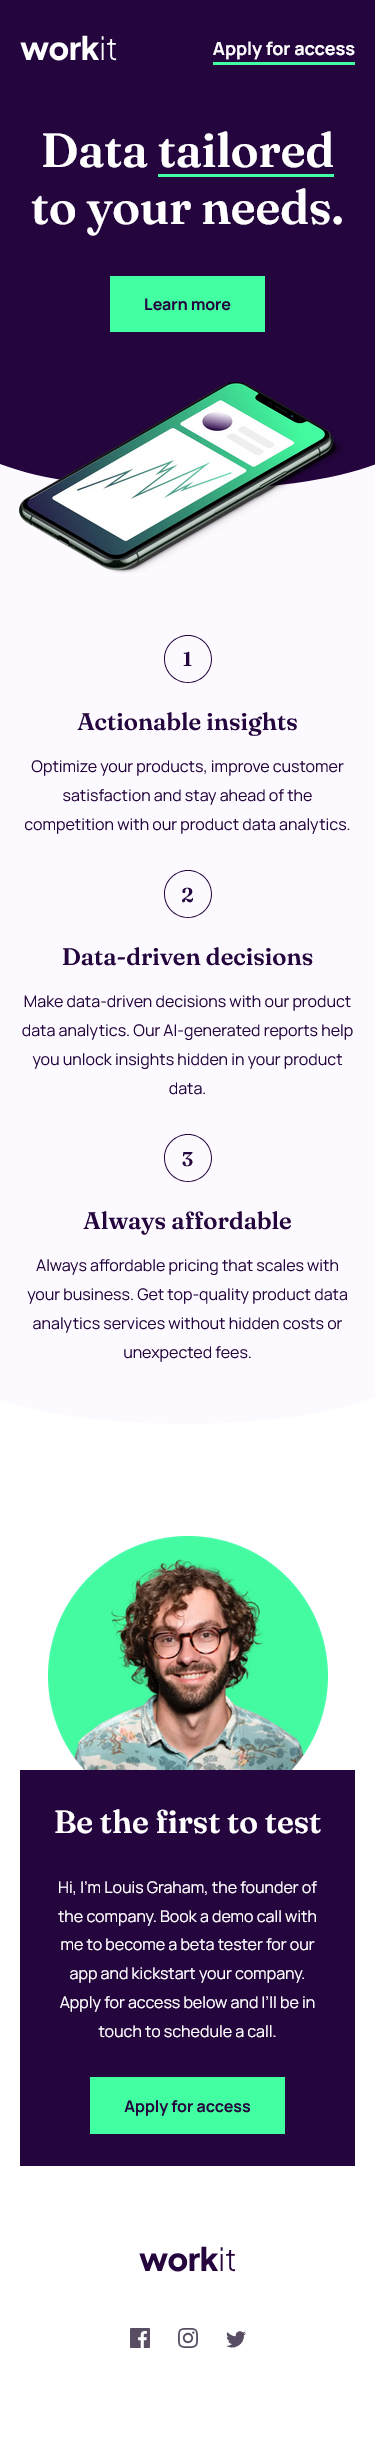 workit
Apply for access
Data tailored
to your needs.
Learn more
1
Actionable insights
Optimize your products, improve customer
satisfaction and stay ahead of the
competition with our product data analytics.
2
Data-driven decisions
Make data-driven decisions with our product
data analytics. Our AI-generated reports help
you unlock insights hidden in your product
data.
3
Always affordable
Always affordable pricing that scales with
your business. Get top-quality product data
analytics services without hidden costs or
unexpected fees.
Be the first to test
Hi, I’m Louis Graham, the founder of
the company. Book a demo call with
me to become a beta tester for our
app and kickstart your company.
Apply for access below and I’ll be in
touch to schedule a call.
Apply for access
workit